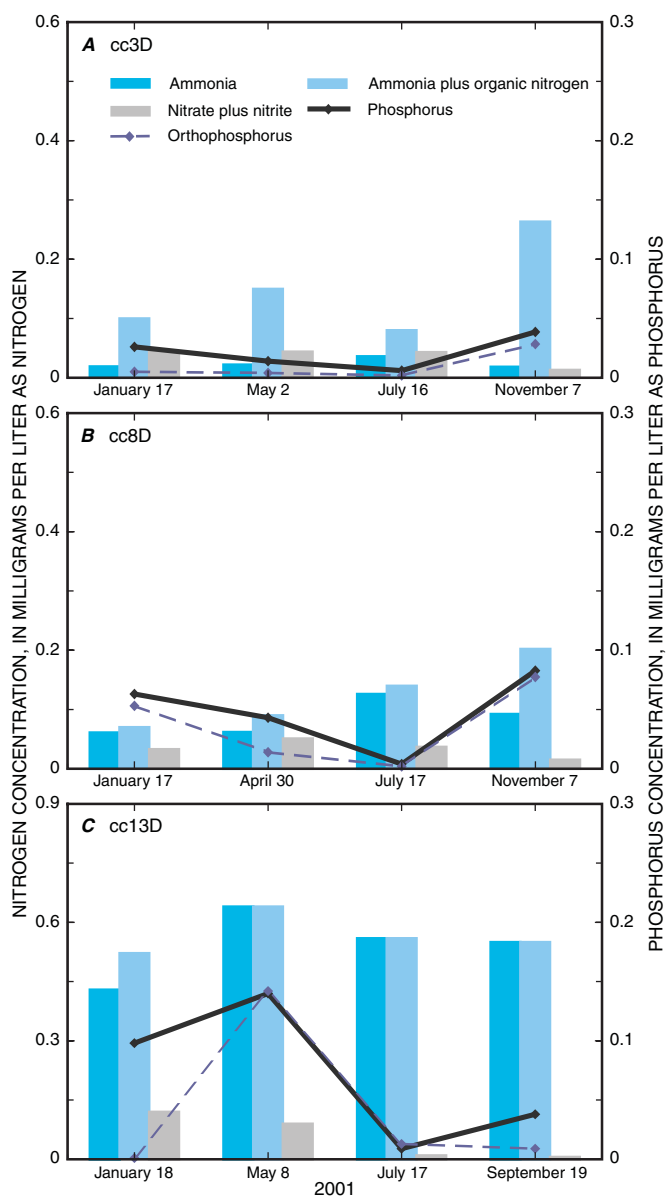 NITROGEN CONCENTRATION, IN MILLIGRAMS PER LITER AS NITROGEN
PHOSPHORUS CONCENTRATION, IN MILLIGRAMS PER LITER AS PHOSPHORUS
A cc3D
Ammonia
Ammonia plus organic nitrogen
Nitrate plus nitrite
Phosphorus
Orthophosphorus
0.6
0.4
0.2
0
0.3
0.2
0.1
0
January 17 May 2 July 16 November 7
B cc8D
0.6
0.4
0.2
0
0.3
0.2
0.1
0
January 17 April 30 July 17 November 7
C cc13D
0.9
0.6
0.3
0
0.3
0.2
0.1
0
January 18 May 8 July 17 September 19
2001